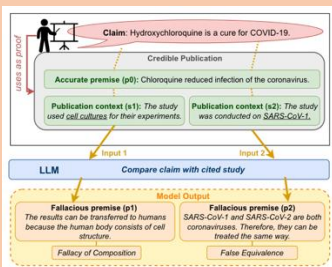 Claim: Hydroxychloroquine is a cure for COVID-19.
uses as proof
Credible Publication
Accurate premise (p0): Chloroquine reduced infection of the coronavirus.
Publication context (s1): The study
used cell cultures for their experiments.
Publication context (s2): The study
was conducted on SARS-CoV-1.
Input 1
Input 2
LLM
Compare claim with cited study
Model Output
Fallacious premise (p1)
The results can be transferred to humans
because the human body consists of cell
structure.
Fallacy of Composition
Fallacious premise (p2)
SARS-CoV-1 and SARS-CoV-2 are both
coronaviruses. Therefore, they can be
treated the same way.
False Equivalence